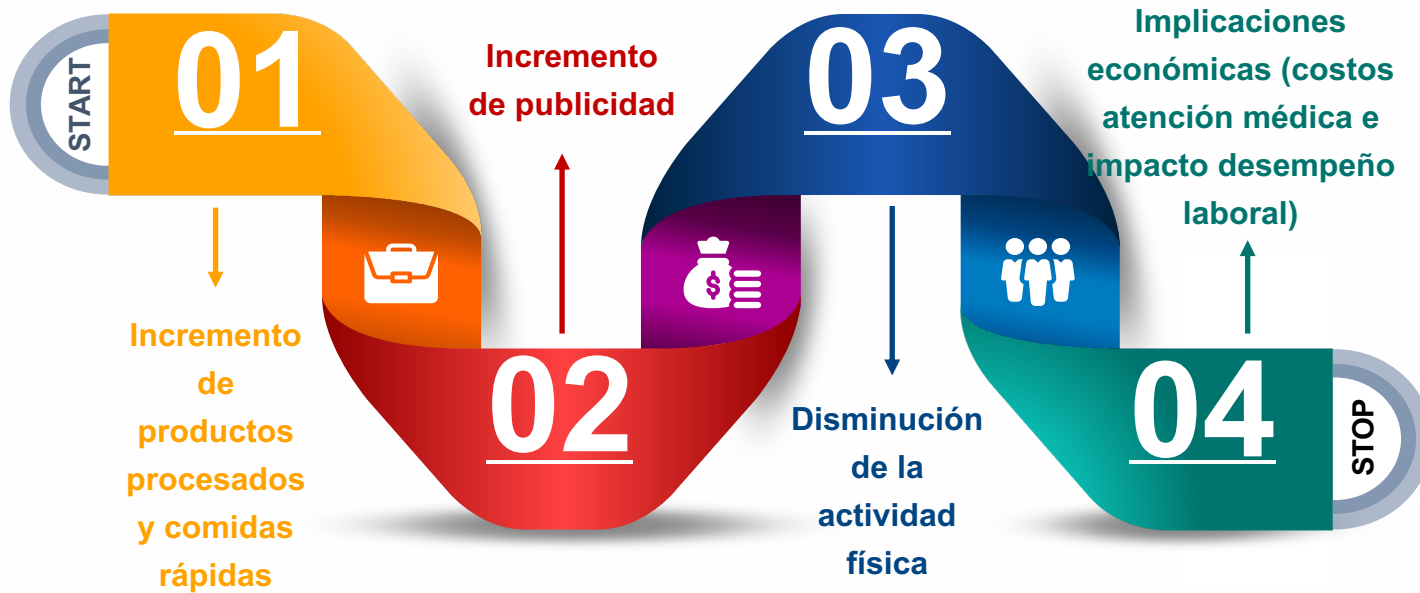 START
01
Incremento
de
productos
procesados
y comidas
rápidas
Incremento
de publicidad
02
03
Disminución
de la
actividad
física
Implicaciones
económicas (costos
atención médica e
impacto desempeño
laboral)
04
STOP
$